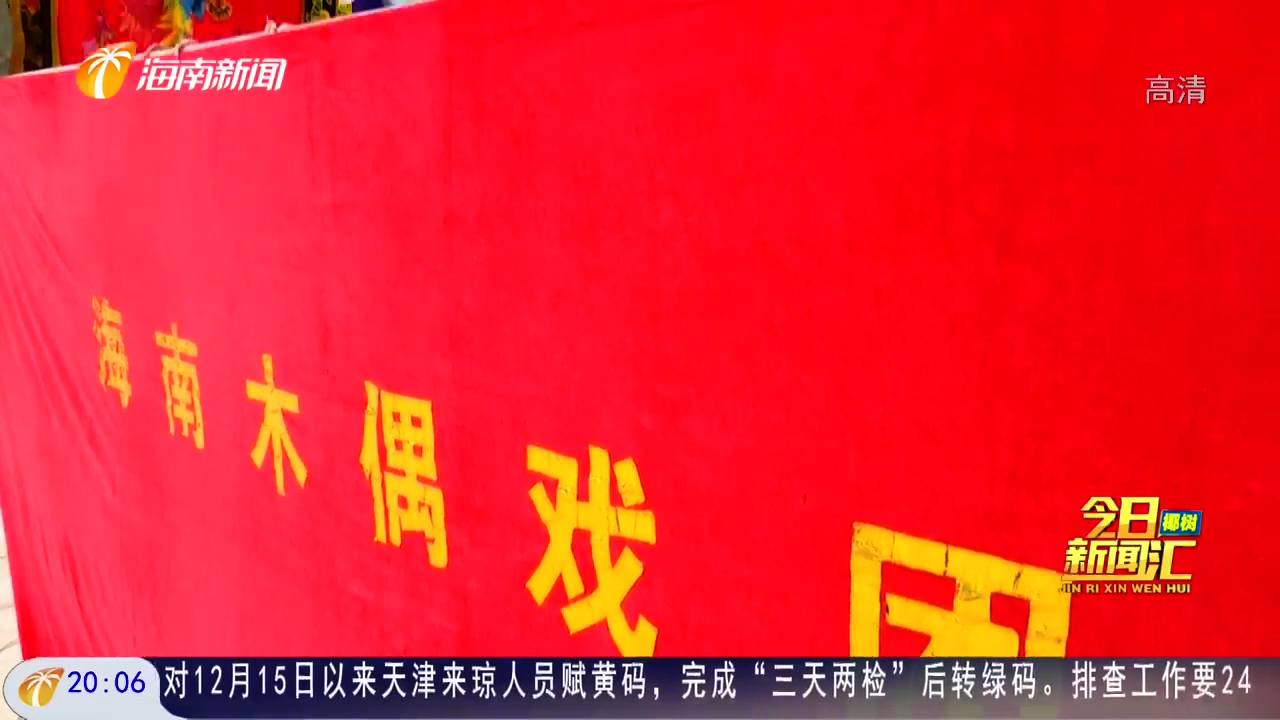 海南新闻
高清
海南木偶戏团
今日
椰树
新闻汇
JIN RI XIN WEN HUI
20:06
对12月15日以来天津来琼人员赋黄码，完成“三天两检”后转绿码。排查工作要24